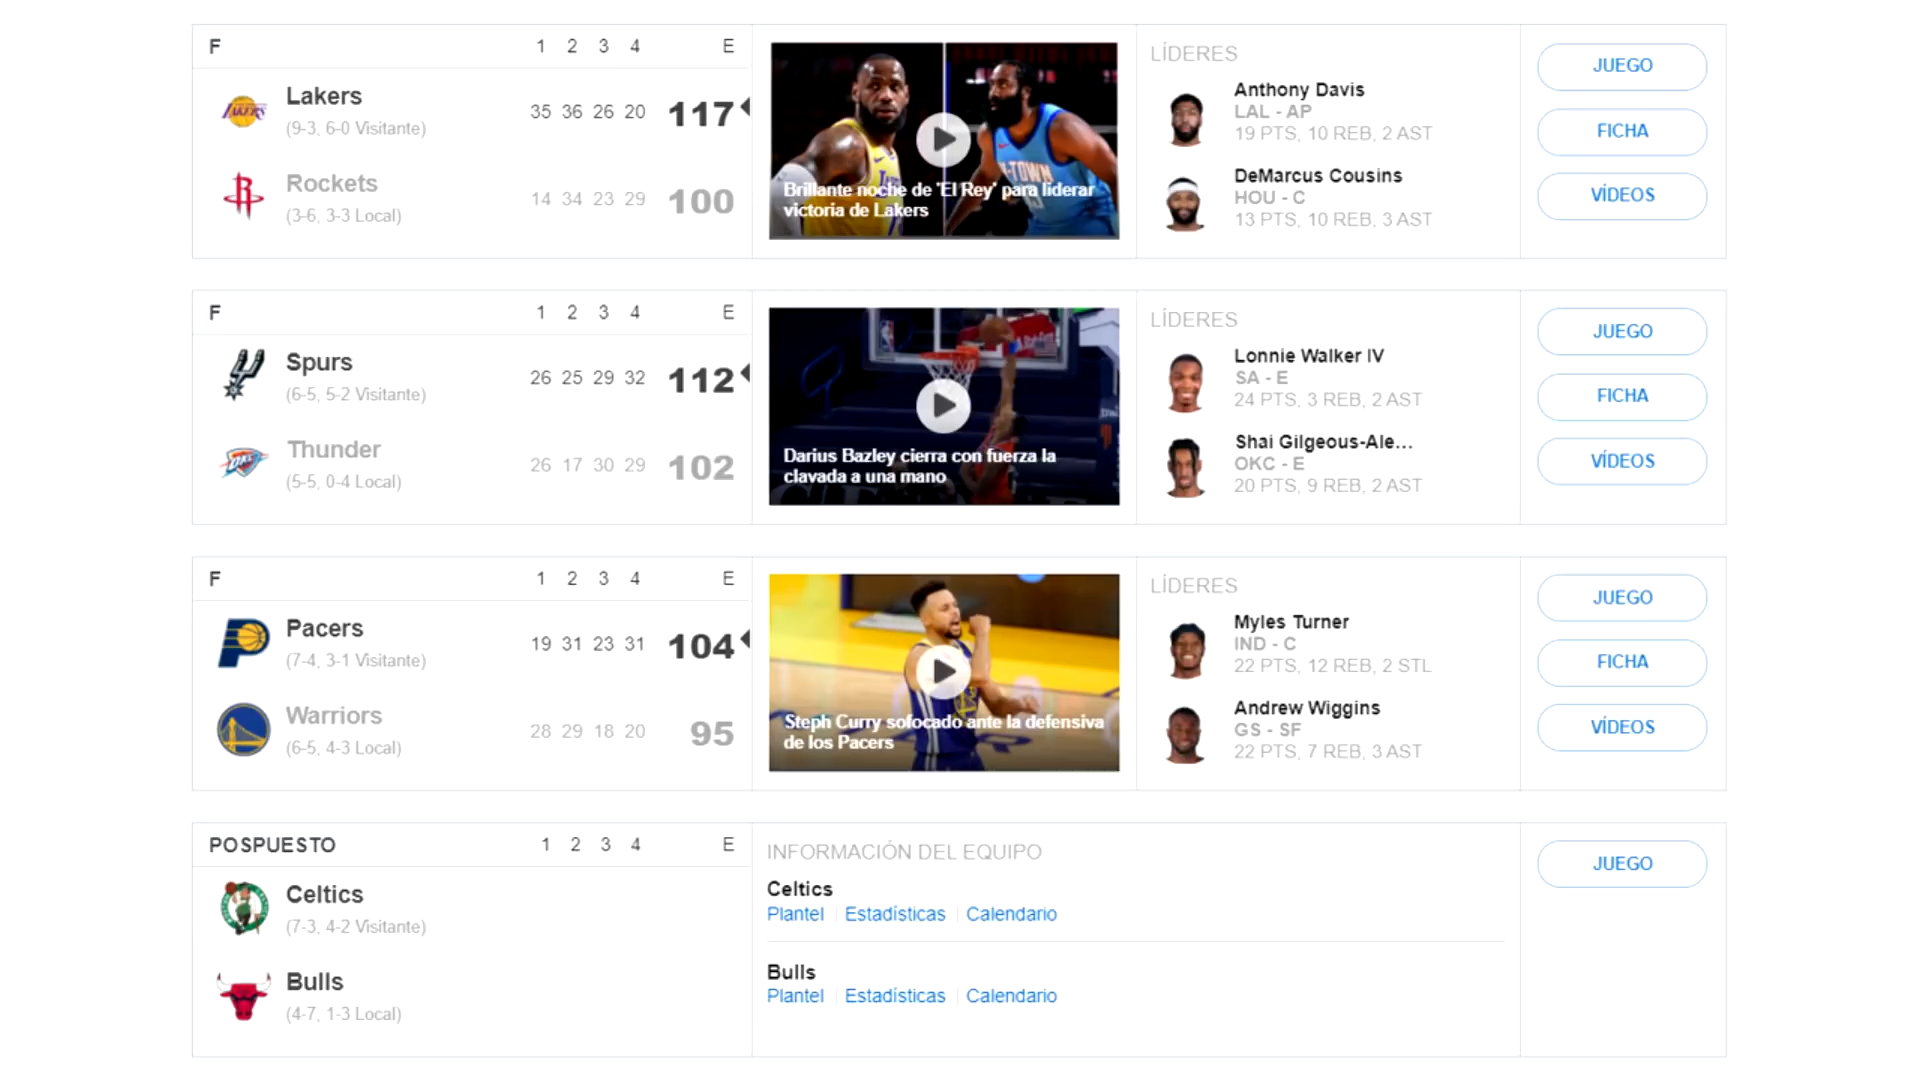 F 1 2 3 4 E
Lakers
(9-3, 6-0 Visitante)
35 36 26 20 117
Rockets
(3-6, 3-3 Local)
14 34 23 29 100
Brillante noche de 'El Rey' para liderar
victoria de Lakers
LÍDERES
Anthony Davis
LAL - AP
19 PTS, 10 REB, 2 AST
DeMarcus Cousins
HOU - C
13 PTS, 10 REB, 3 AST
JUEGO
FICHA
VÍDEOS
F 1 2 3 4 E
Spurs
(6-5, 5-2 Visitante)
26 25 29 32 112
Thunder
(5-5, 0-4 Local)
26 17 30 29 102
Darius Bazley cierra con fuerza la
clavada a una mano
LÍDERES
Lonnie Walker IV
SA - E
24 PTS, 3 REB, 2 AST
Shai Gilgeous-Ale...
OKC - E
20 PTS, 9 REB, 2 AST
JUEGO
FICHA
VÍDEOS
F 1 2 3 4 E
Pacers
(7-4, 3-1 Visitante)
19 31 23 31 104
Warriors
(6-5, 4-3 Local)
28 29 18 20 95
Steph Curry sofocado ante la defensiva
de los Pacers
LÍDERES
Myles Turner
IND - C
22 PTS, 12 REB, 2 STL
Andrew Wiggins
GS - SF
22 PTS, 7 REB, 3 AST
JUEGO
FICHA
VÍDEOS
POSPUESTO 1 2 3 4 E
Celtics
(7-3, 4-2 Visitante)
Bulls
(4-7, 1-3 Local)
INFORMACIÓN DEL EQUIPO
Celtics
Plantel Estadísticas Calendario
Bulls
Plantel Estadísticas Calendario
JUEGO